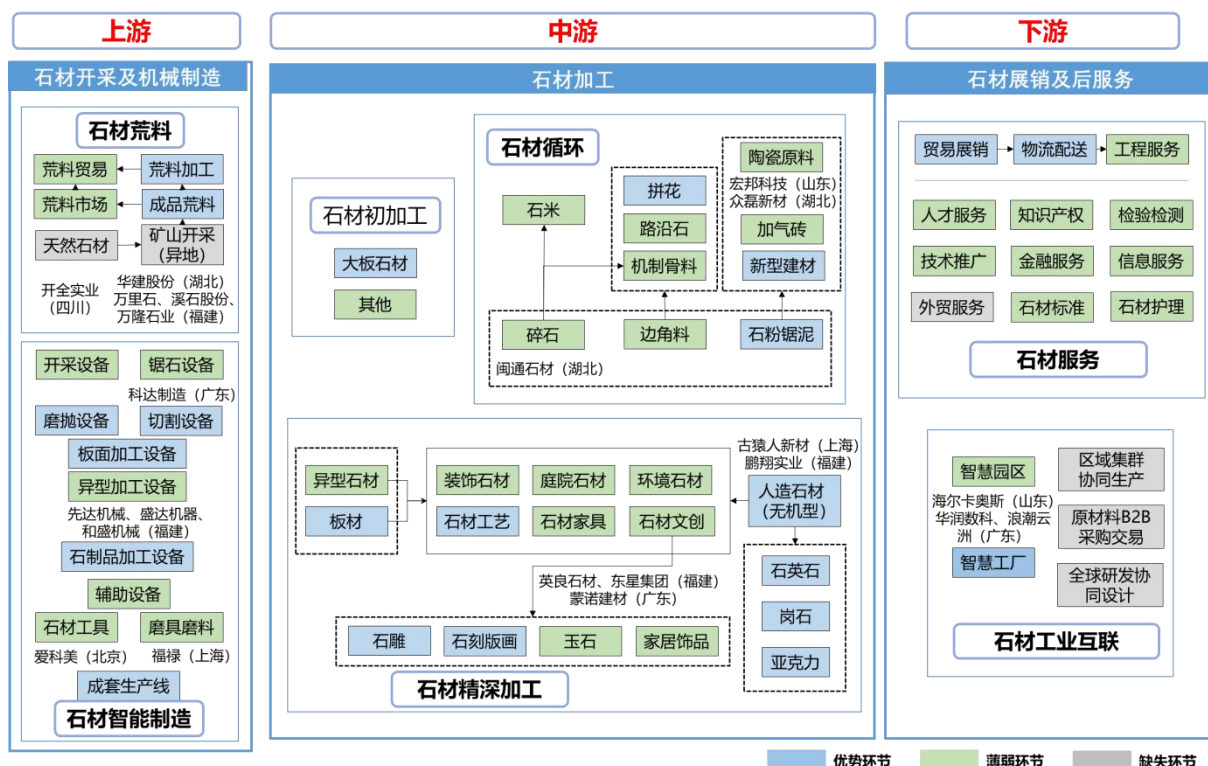 上游
中游
下游
石材开采及机械制造
石材荒料
荒料贸易
荒料加工
荒料市场
成品荒料
天然石材
矿山开采
(异地)
开全实业
（四川）
华建股份（湖北）
万里石、溪石股份、
万隆石业（福建）
开采设备
锯石设备
科达制造（广东）
磨抛设备
切割设备
板面加工设备
异型加工设备
先达机械、盛达机器、
和盛机械（福建）
石制品加工设备
辅助设备
石材工具
磨具磨料
爱科美（北京）
福禄（上海）
成套生产线
石材智能制造
石材加工
石材初加工
大板石材
其他
石材循环
石米
拼花
路沿石
机制骨料
陶瓷原料
宏邦科技（山东）
众磊新材（湖北）
加气砖
新型建材
碎石
边角料
石粉锯泥
闽通石材（湖北）
异型石材
板材
装饰石材
庭院石材
环境石材
石材工艺
石材家具
石材文创
古猿人新材（上海）
鹏翔实业（福建）
人造石材
(无机型)
石英石
岗石
亚克力
英良石材、东星集团（福建）
蒙诺建材（广东）
石雕
石刻版画
玉石
家居饰品
石材精深加工
石材展销及后服务
贸易展销
物流配送
工程服务
人才服务
知识产权
检验检测
技术推广
金融服务
信息服务
外贸服务
石材标准
石材护理
石材服务
智慧园区
海尔卡奥斯（山东）
华润数科、浪潮云
洲（广东）
智慧工厂
区域集群
协同生产
原材料B2B
采购交易
全球研发协
同设计
石材工业互联
优势环节
薄弱环节
缺失环节